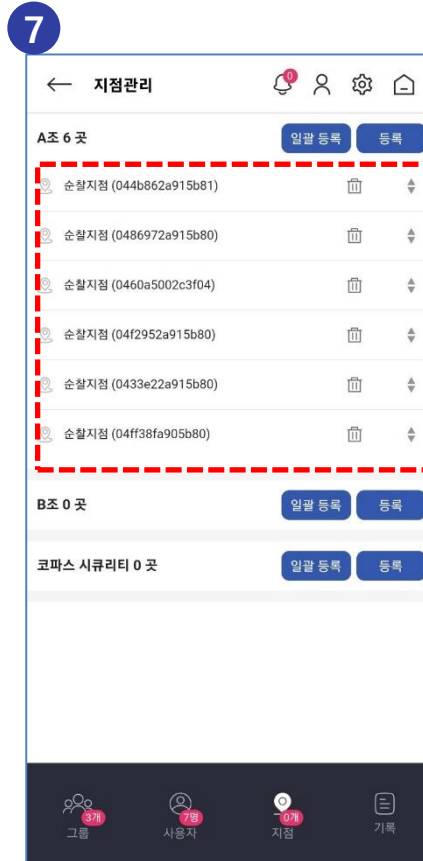 7
지점관리
0
A조 6 곳
일괄 등록
등록
순찰지점 (044b862a915b81)
순찰지점 (0486972a915b80)
순찰지점 (0460a5002c3f04)
순찰지점 (04f2952a915b80)
순찰지점 (0433e22a915b80)
순찰지점 (04ff38fa905b80)
B조 0 곳
일괄 등록
등록
코파스 시큐리티 0 곳
일괄 등록
등록
3개
그룹
7명
사용자
0개
지점
기록